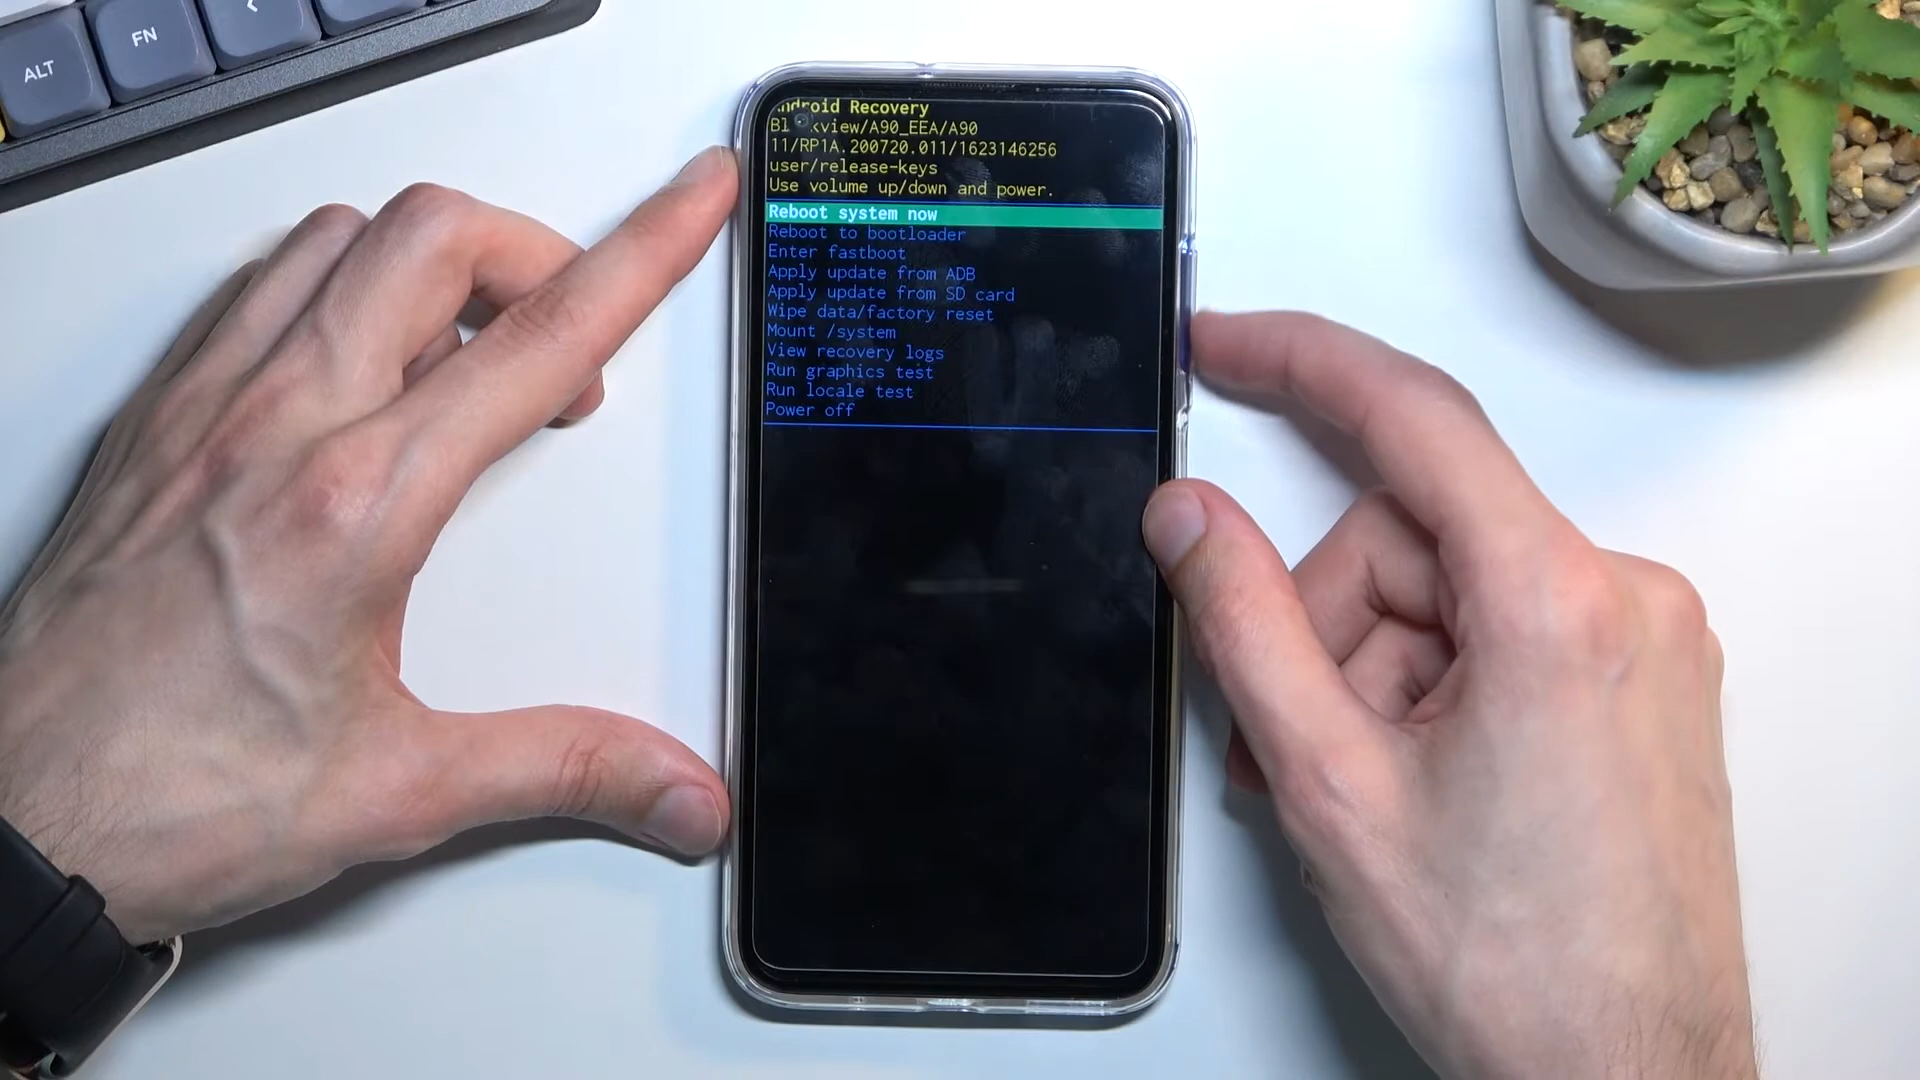 ALT
FN
<
ndroid Recovery
Bl kview/A90_EEA/A90
11/RP1A.200720.011/1623146256
user/release-keys
Use volume up/down and power.
Reboot system now
Reboot to bootloader
Enter fastboot
Apply update from ADB
Apply update from SD card
Wipe data/factory reset
Mount /system
View recovery logs
Run graphics test
Run locale test
Power off